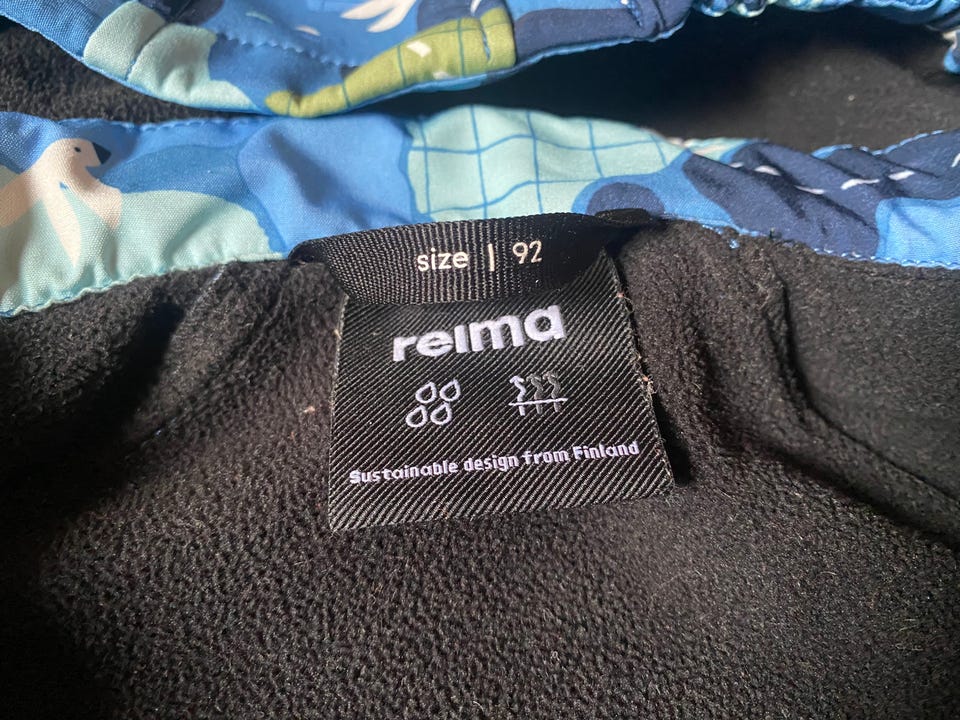 size | 92
reima
Sustainable design from Finland